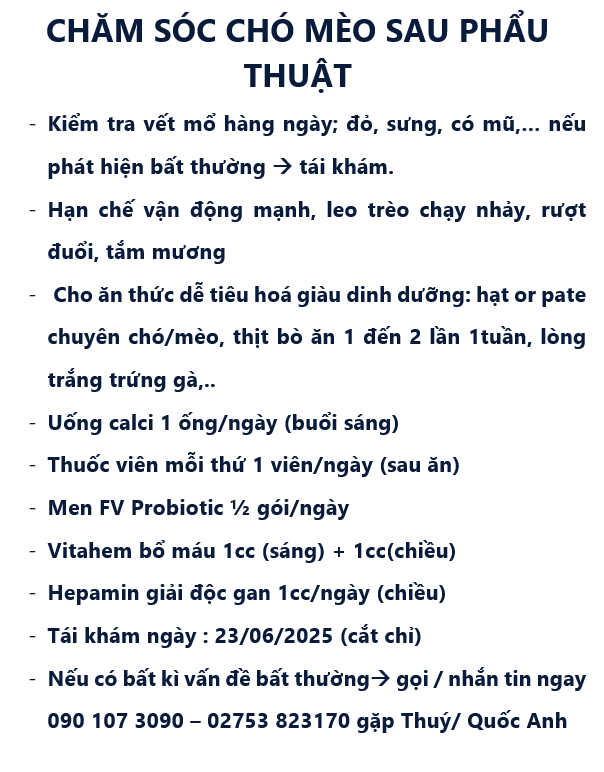 CHĂM SÓC CHÓ MÈO SAU PHẨU
THUẬT
- Kiểm tra vết mổ hàng ngày; đỏ, sưng, có mũ,... nếu
phát hiện bất thường → tái khám.
- Hạn chế vận động mạnh, leo trèo chạy nhảy, rượt
đuổi, tắm mương
- Cho ăn thức dễ tiêu hoá giàu dinh dưỡng: hạt or pate
chuyên chó/mèo, thịt bò ăn 1 đến 2 lần 1tuần, lòng
trắng trứng gà,..
- Uống calci 1 ống/ngày (buổi sáng)
- Thuốc viên mỗi thứ 1 viên/ngày (sau ăn)
- Men FV Probiotic ½ gói/ngày
- Vitahem bổ máu 1cc (sáng) + 1cc(chiều)
- Hepamin giải độc gan 1cc/ngày (chiều)
- Tái khám ngày : 23/06/2025 (cắt chỉ)
- Nếu có bất kì vấn đề bất thường→ gọi / nhắn tin ngay
090 107 3090 – 02753 823170 gặp Thuý/ Quốc Anh